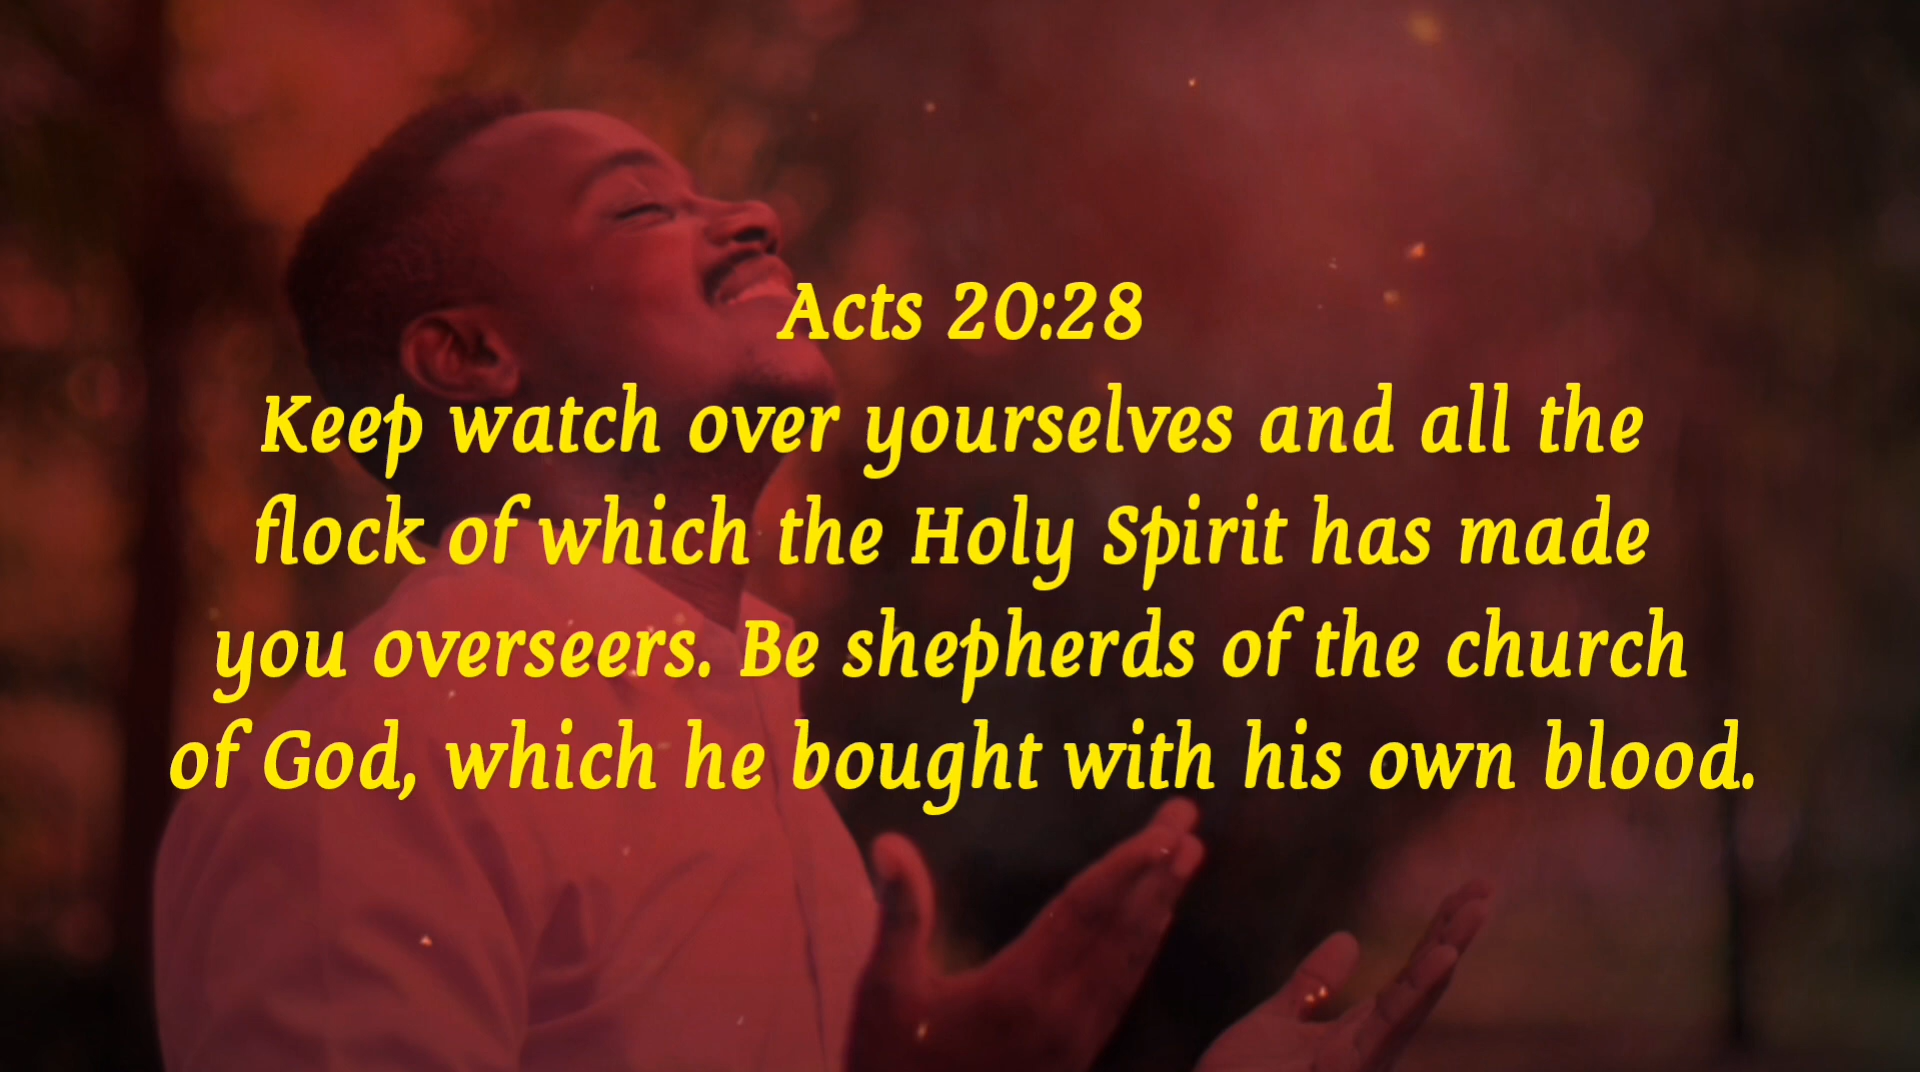 Acts 20:28
Keep watch over yourselves and all the
flock of which the Holy Spirit has made
you overseers. Be shepherds of the church
of God, which he bought with his own blood.